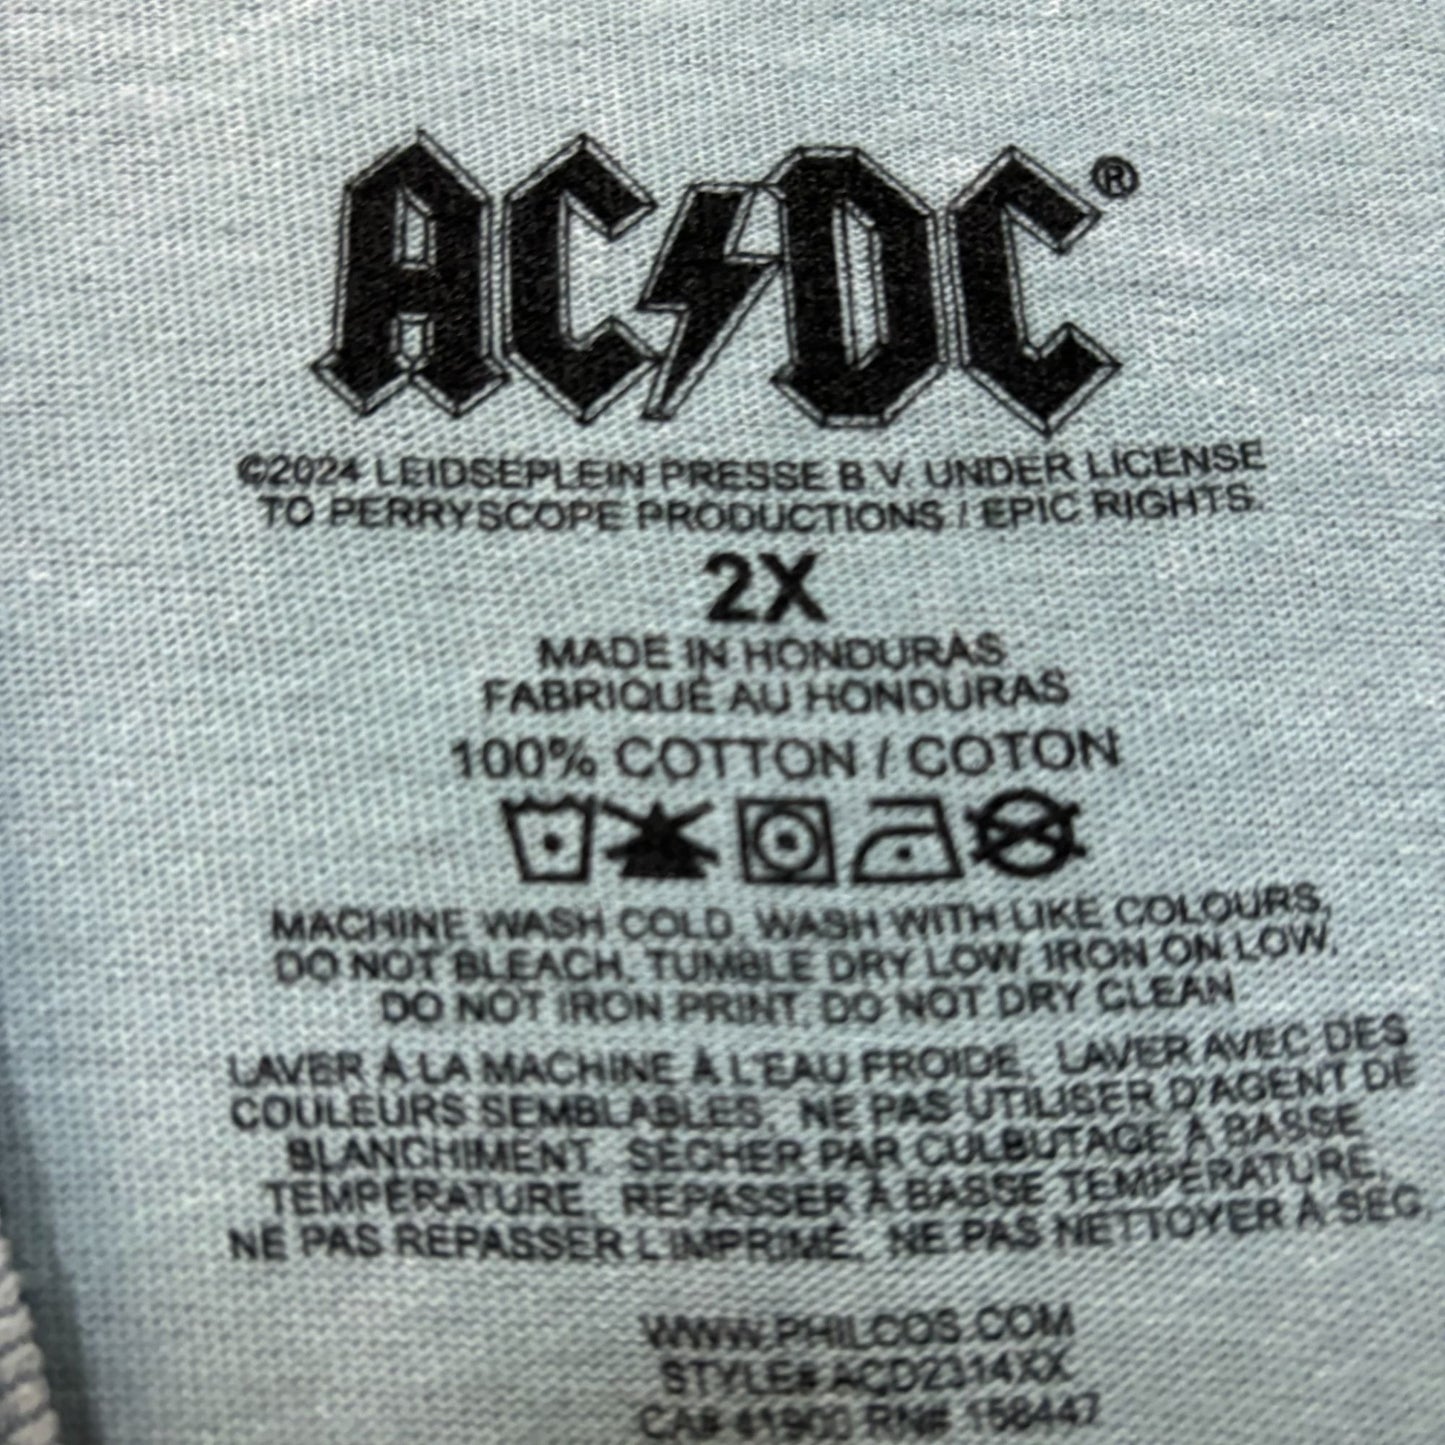 AC⚡DC®
©2024 LEIDSEPLEIN PRESSE B.V. UNDER LICENSE
TO PERRYSCOPE PRODUCTIONS / EPIC RIGHTS.
2X
MADE IN HONDURAS
FABRIQUÉ AU HONDURAS
100% COTTON / COTON
MACHINE WASH COLD, WASH WITH LIKE COLOURS,
DO NOT BLEACH, TUMBLE DRY LOW, IRON ON LOW,
DO NOT IRON PRINT, DO NOT DRY CLEAN
LAVER À LA MACHINE À L'EAU FROIDE, LAVER AVEC DES
COULEURS SEMBLABLES, NE PAS UTILISER D'AGENT DE
BLANCHIMENT, SÉCHER PAR CULBUTAGE À BASSE
TEMPÉRATURE, REPASSER À BASSE TEMPÉRATURE,
NE PAS REPASSER L'IMPRIMÉ, NE PAS NETTOYER À SEC.
WWW.PHILCOS.COM
STYLE# ACD2314XX
CA# 41900 RN# 158447